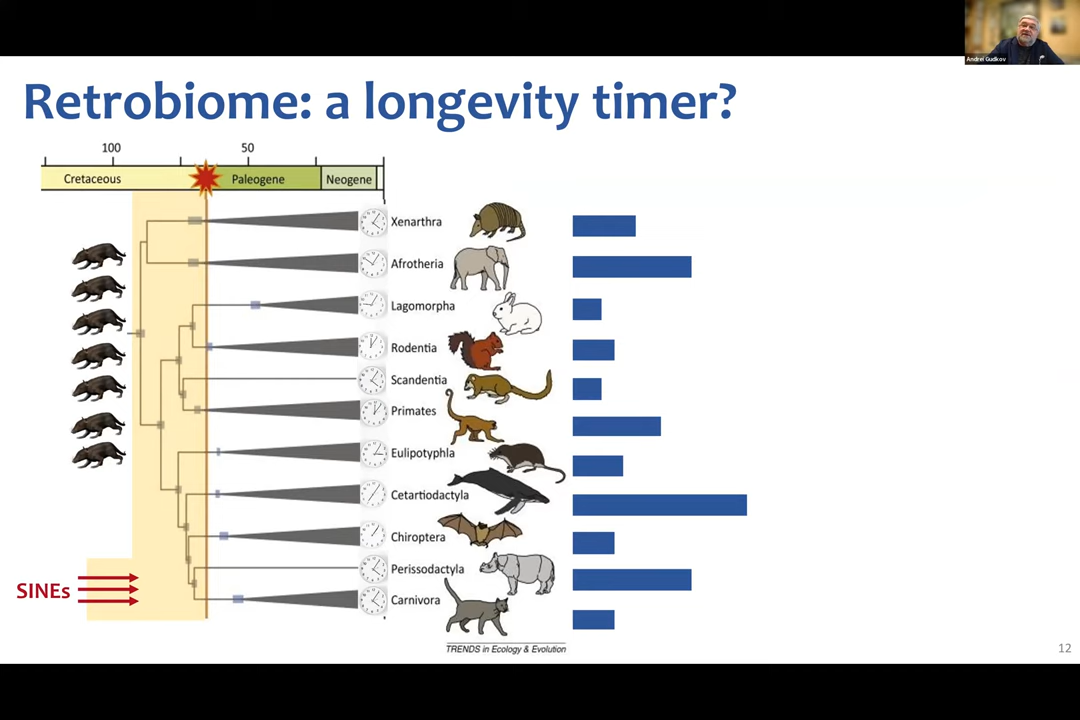 Andrei Gudkov
Retrobiome: a longevity timer?
100 50
Cretaceous Paleogene Neogene
Xenarthra
Afrotheria
Lagomorpha
Rodentia
Scandentia
Primates
Eulipotyphla
Cetartiodactyla
Chiroptera
Perissodactyla
SINEs
Carnivora
TRENDS in Ecology & Evolution
12